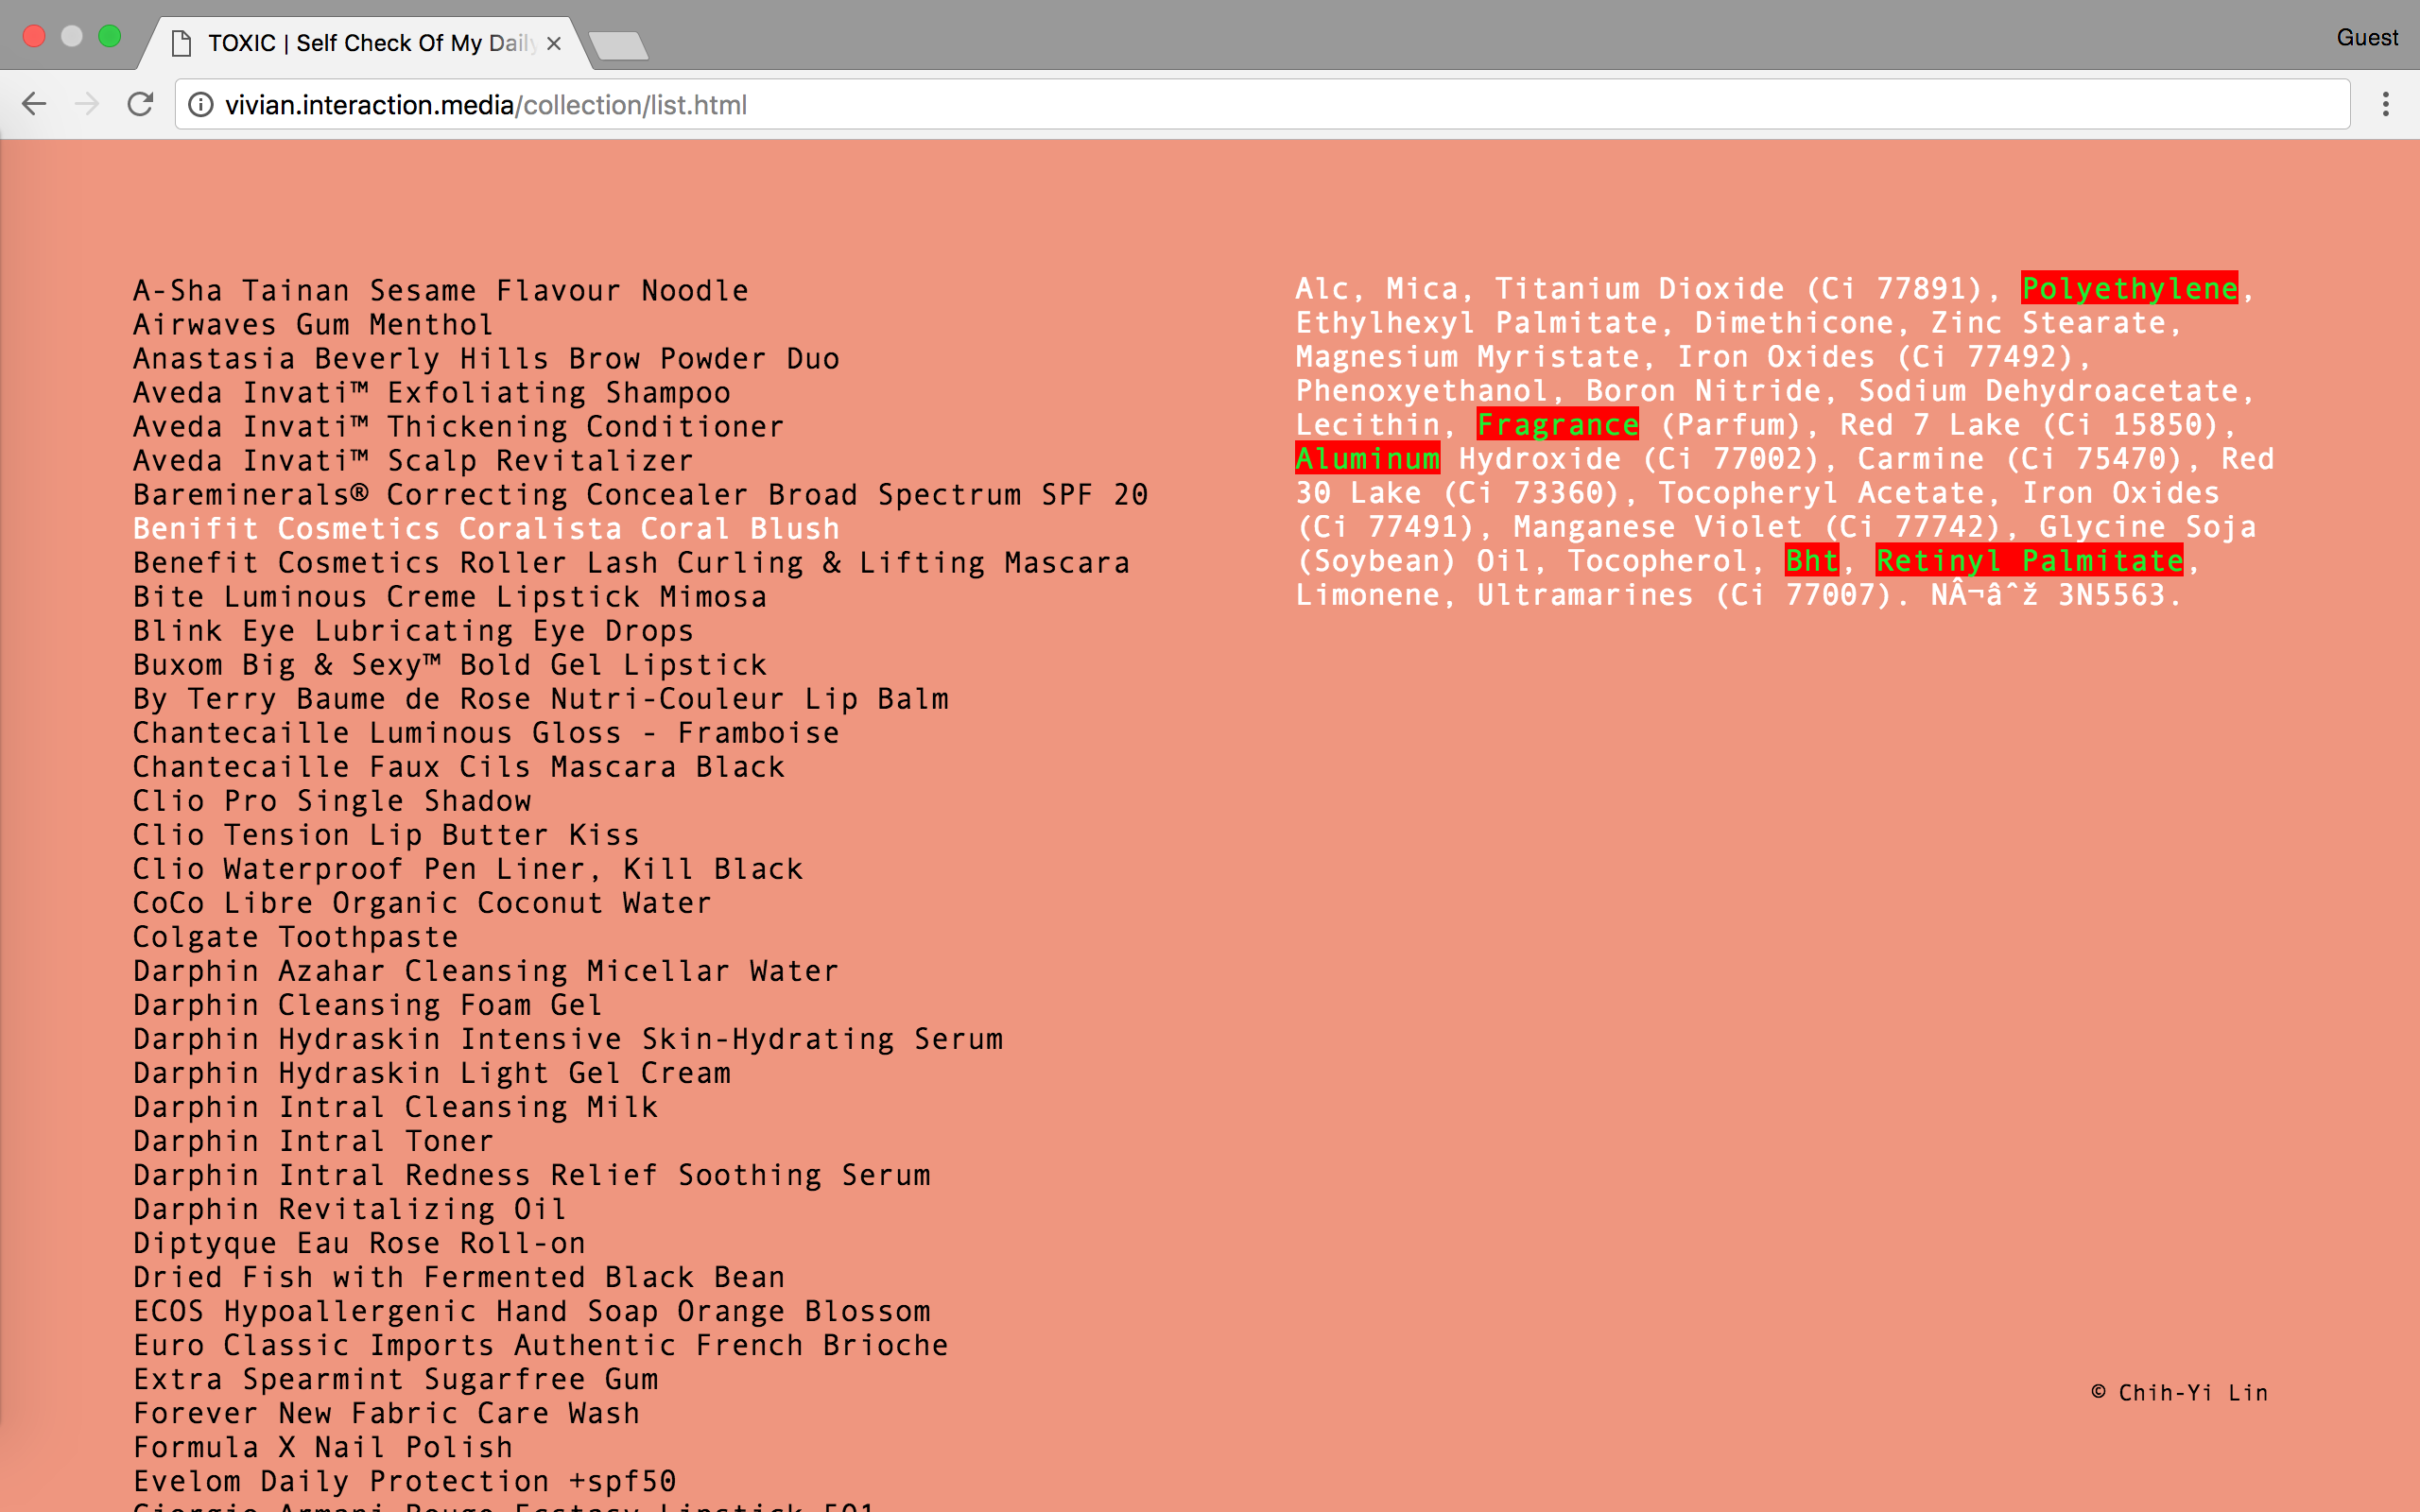 TOXIC | Self Check Of My Daily
Guest
vivian.interaction.media/collection/list.html
A-Sha Tainan Sesame Flavour Noodle
Airwaves Gum Menthol
Anastasia Beverly Hills Brow Powder Duo
Aveda Invati™ Exfoliating Shampoo
Aveda Invati™ Thickening Conditioner
Aveda Invati™ Scalp Revitalizer
Bareminerals® Correcting Concealer Broad Spectrum SPF 20
Benifit Cosmetics Coralista Coral Blush
Benefit Cosmetics Roller Lash Curling & Lifting Mascara
Bite Luminous Creme Lipstick Mimosa
Blink Eye Lubricating Eye Drops
Buxom Big & Sexy™ Bold Gel Lipstick
By Terry Baume de Rose Nutri-Couleur Lip Balm
Chantecaille Luminous Gloss - Framboise
Chantecaille Faux Cils Mascara Black
Clio Pro Single Shadow
Clio Tension Lip Butter Kiss
Clio Waterproof Pen Liner, Kill Black
CoCo Libre Organic Coconut Water
Colgate Toothpaste
Darphin Azahar Cleansing Micellar Water
Darphin Cleansing Foam Gel
Darphin Hydraskin Intensive Skin-Hydrating Serum
Darphin Hydraskin Light Gel Cream
Darphin Intral Cleansing Milk
Darphin Intral Toner
Darphin Intral Redness Relief Soothing Serum
Darphin Revitalizing Oil
Diptyque Eau Rose Roll-on
Dried Fish with Fermented Black Bean
ECOS Hypoallergenic Hand Soap Orange Blossom
Euro Classic Imports Authentic French Brioche
Extra Spearmint Sugarfree Gum
Forever New Fabric Care Wash
Formula X Nail Polish
Evelom Daily Protection +spf50
Giorgio Armani Rouge Ecstasy Lipstick 501
Alc, Mica, Titanium Dioxide (Ci 77891), Polyethylene,
Ethylhexyl Palmitate, Dimethicone, Zinc Stearate,
Magnesium Myristate, Iron Oxides (Ci 77492),
Phenoxyethanol, Boron Nitride, Sodium Dehydroacetate,
Lecithin, Fragrance (Parfum), Red 7 Lake (Ci 15850),
Aluminum Hydroxide (Ci 77002), Carmine (Ci 75470), Red
30 Lake (Ci 73360), Tocopheryl Acetate, Iron Oxides
(Ci 77491), Manganese Violet (Ci 77742), Glycine Soja
(Soybean) Oil, Tocopherol, Bht, Retinyl Palmitate,
Limonene, Ultramarines (Ci 77007). NÂ¬âˆž 3N5563.
© Chih-Yi Lin